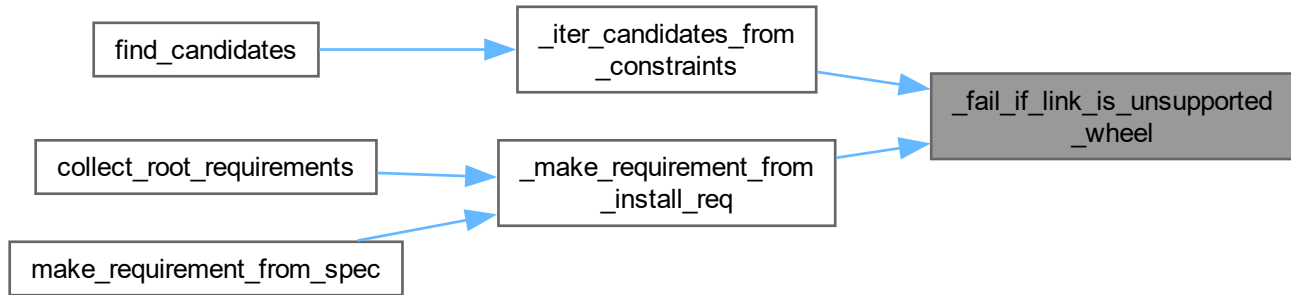 find_candidates
_iter_candidates_from
_constraints
_fail_if_link_is_unsupported
_wheel
collect_root_requirements
_make_requirement_from
_install_req
make_requirement_from_spec